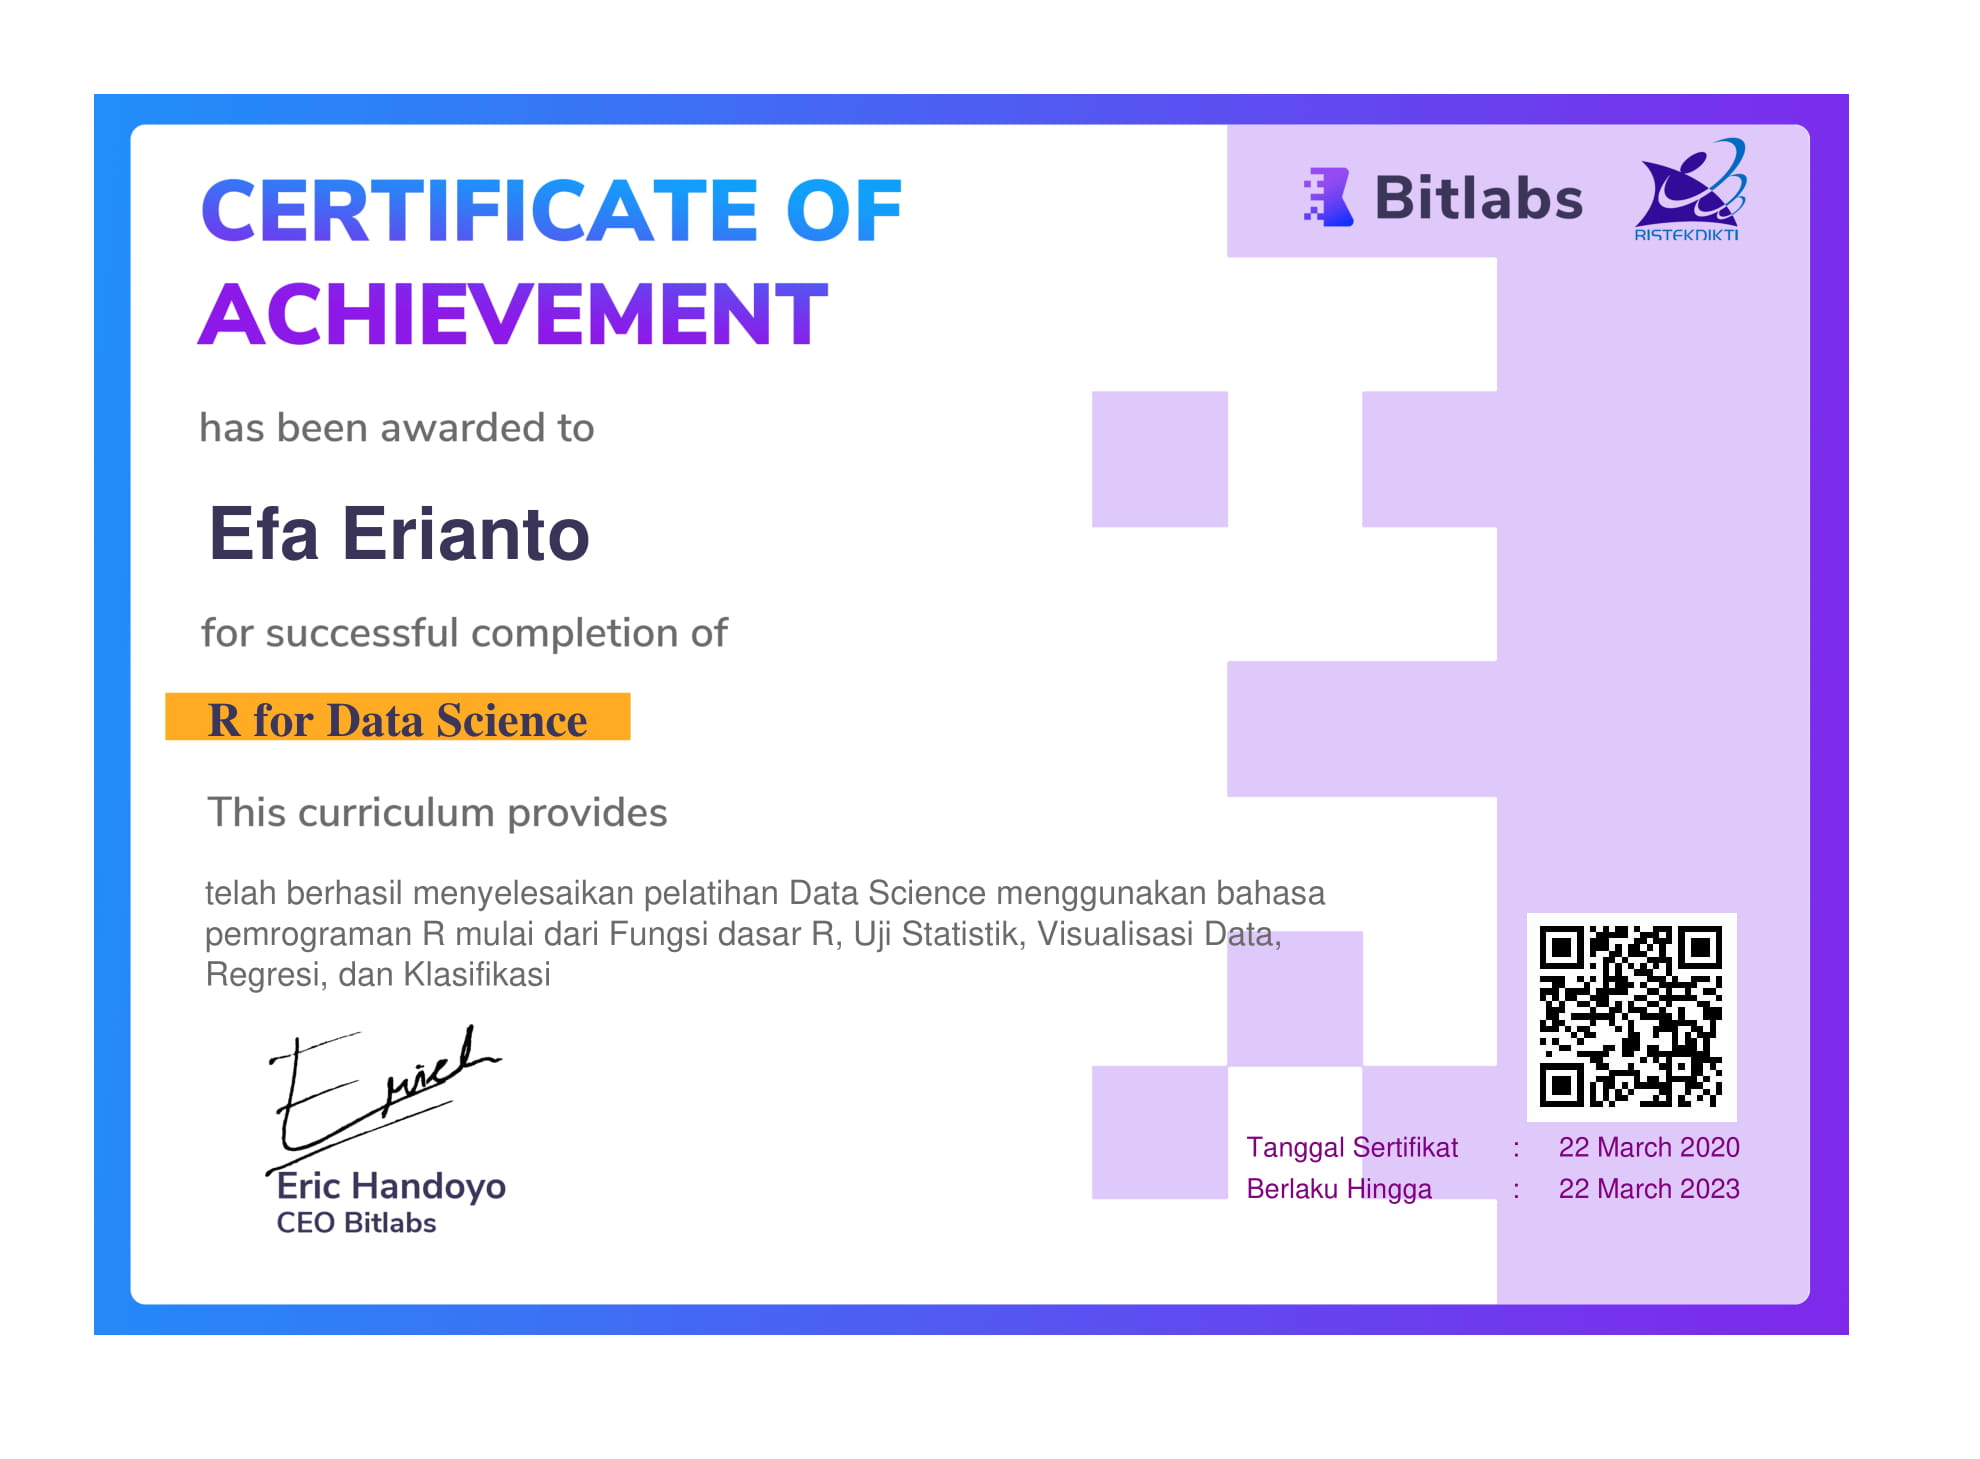 Bitlabs
RISTEKDIKTI
CERTIFICATE OF
ACHIEVEMENT
has been awarded to
Efa Erianto
for successful completion of
R for Data Science
This curriculum provides
telah berhasil menyelesaikan pelatihan Data Science menggunakan bahasa
pemrograman R mulai dari Fungsi dasar R, Uji Statistik, Visualisasi Data,
Regresi, dan Klasifikasi
Eric Handoyo
CEO Bitlabs
Tanggal Sertifikat : 22 March 2020
Berlaku Hingga : 22 March 2023